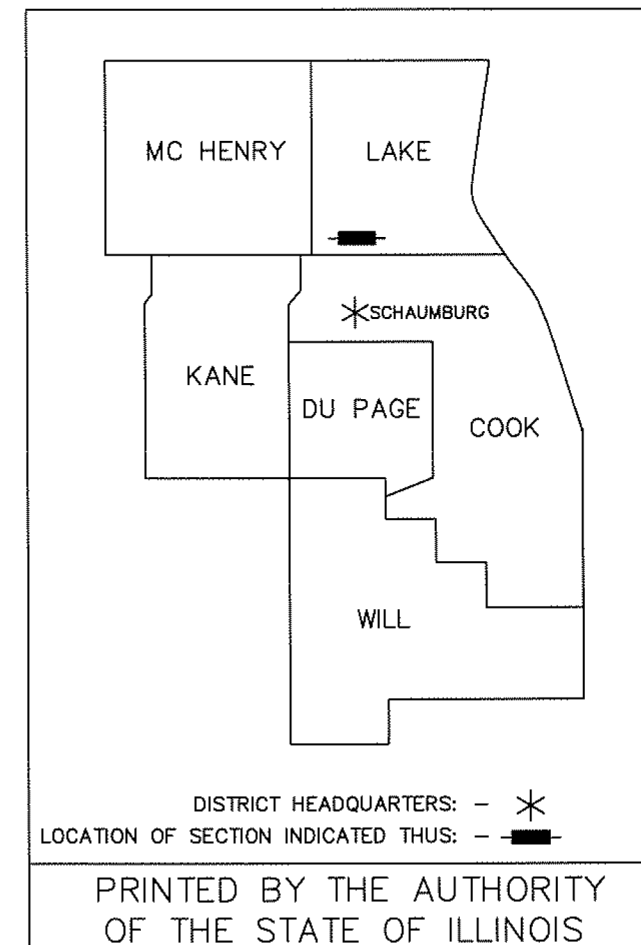 MC HENRY
LAKE
SCHAUMBURG
KANE
DU PAGE
COOK
WILL
DISTRICT HEADQUARTERS: -
LOCATION OF SECTION INDICATED THUS: -
PRINTED BY THE AUTHORITY
OF THE STATE OF ILLINOIS